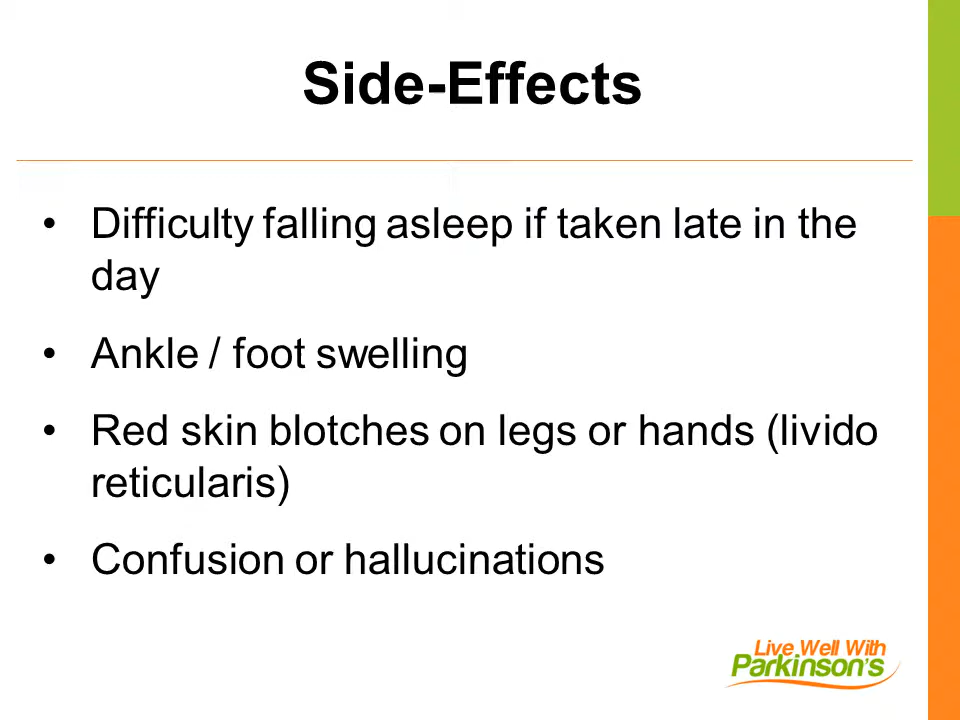 Side-Effects
• Difficulty falling asleep if taken late in the
day
• Ankle / foot swelling
• Red skin blotches on legs or hands (livido
reticularis)
• Confusion or hallucinations
Live Well With
Parkinson's